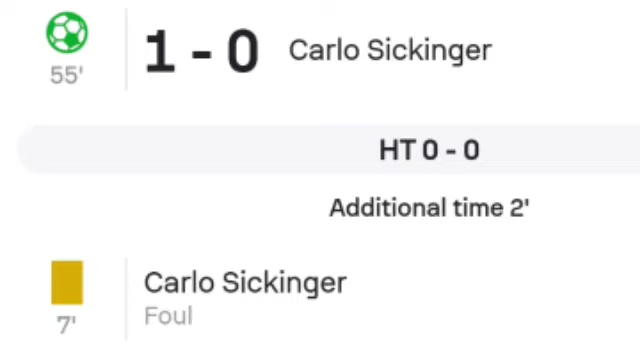 1 - 0 Carlo Sickinger
55'
HT 0 - 0
Additional time 2'
Carlo Sickinger
Foul
7'